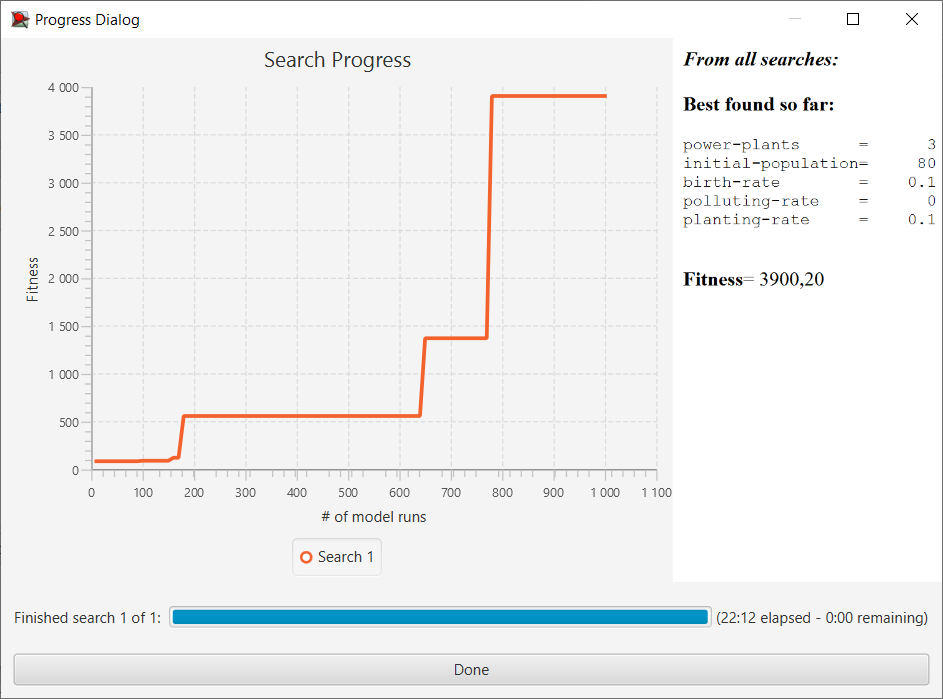 Progress Dialog
Search Progress
4 000
3 500
3 000
2 500
2 000
1 500
1 000
500
0
Fitness
0 100 200 300 400 500 600 700 800 900 1 000 1 100
# of model runs
Search 1
From all searches:
Best found so far:
power-plants = 3
initial-population= 80
birth-rate = 0.1
polluting-rate = 0
planting-rate = 0.1
Fitness= 3900,20
Finished search 1 of 1: (22:12 elapsed - 0:00 remaining)
Done